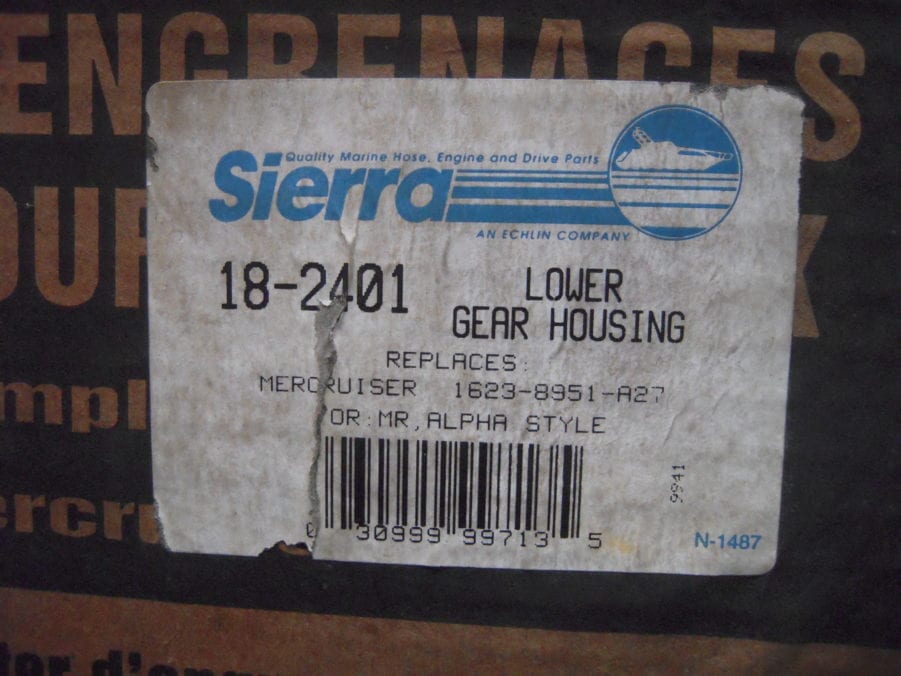 ENGRENAGES
Quality Marine Hose, Engine and Drive Parts
Sierra
AN ECHLIN COMPANY
18-2401
LOWER
GEAR HOUSING
REPLACES:
MERCRUISER 1623-8951-A27
OR:MR,ALPHA STYLE
9941
0 30999 99713 5
N-1487